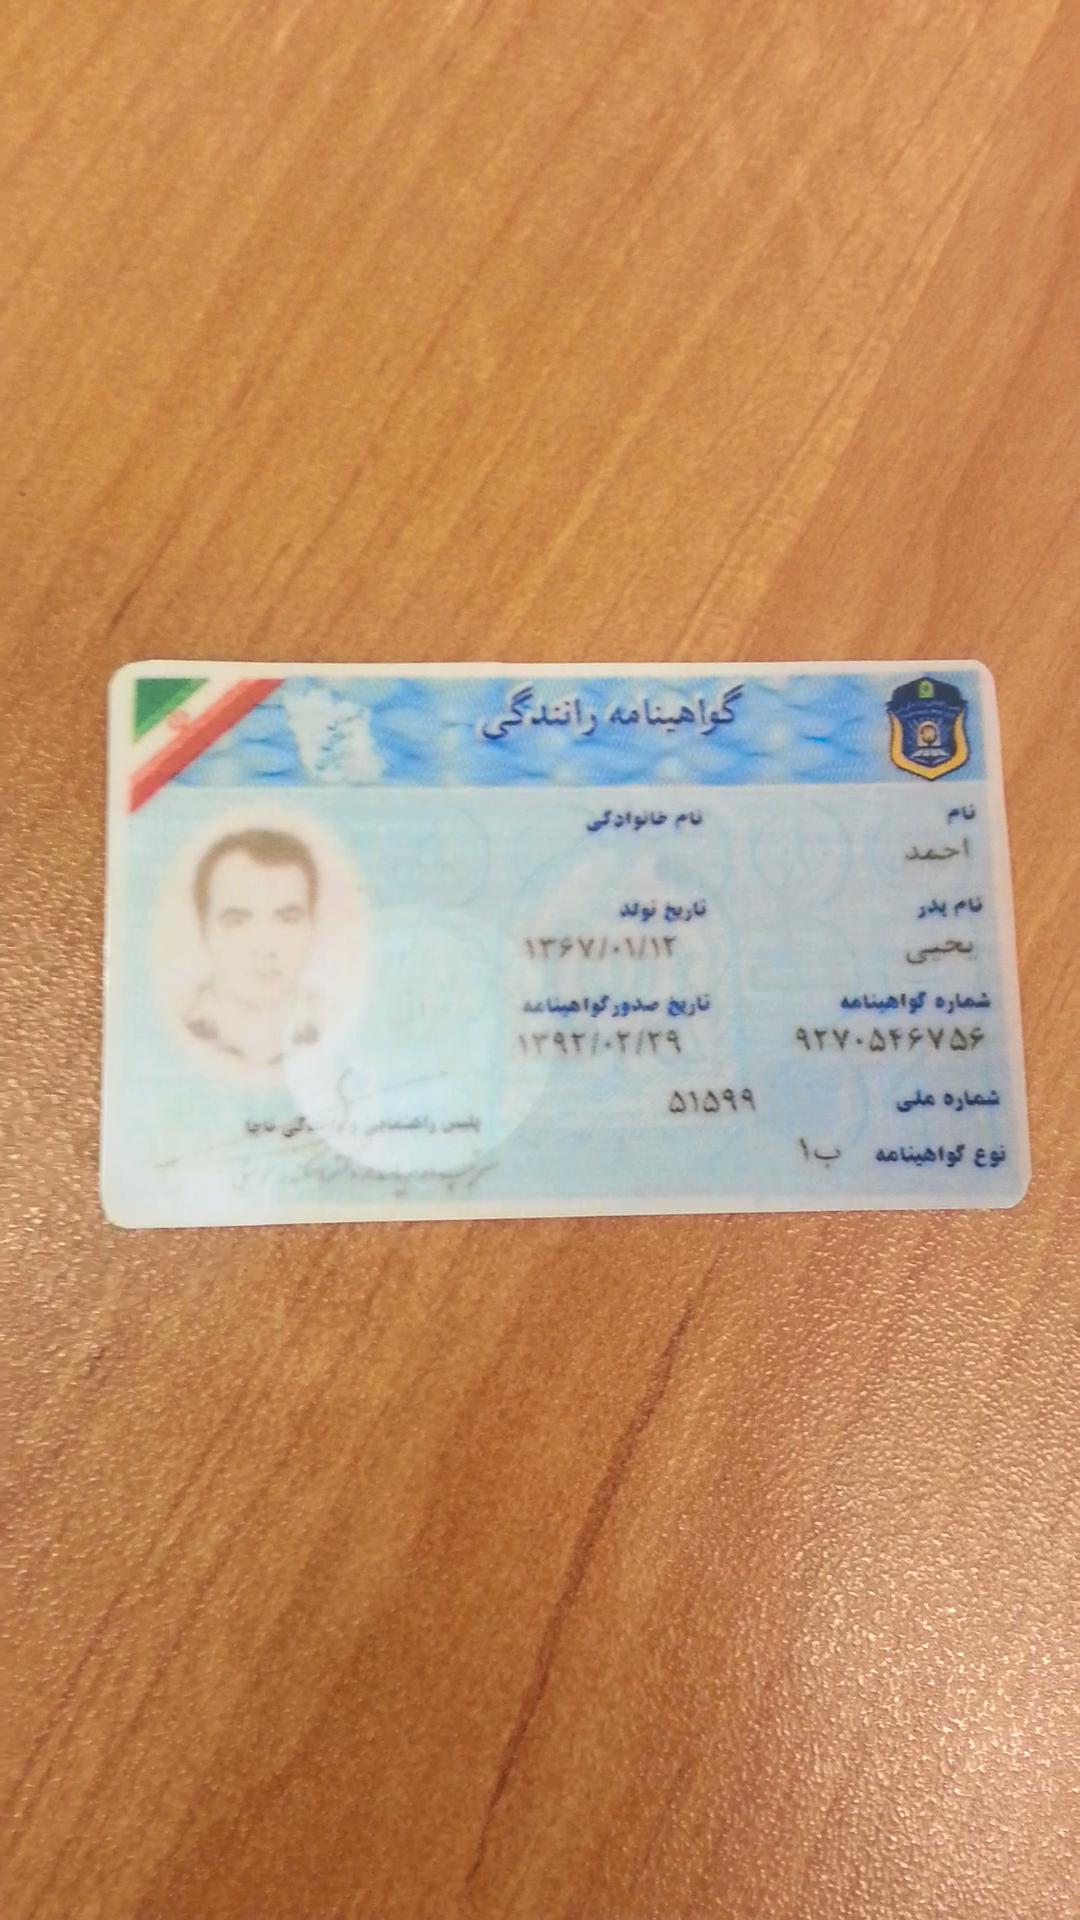 گواهینامه رانندگی
نام
احمد
نام خانوادگی
نام پدر
یحیی
تاریخ تولد
۱۳۶۷/۰۱/۱۲
شماره گواهینامه
۹۲۷۰۵۴۶۷۵۶
تاریخ صدورگواهینامه
۱۳۹۲/۰۲/۲۹
شماره ملی
۵۱۵۹۹
نوع گواهینامه ب۱
پلیس راهنمایی و رانندگی ناجا